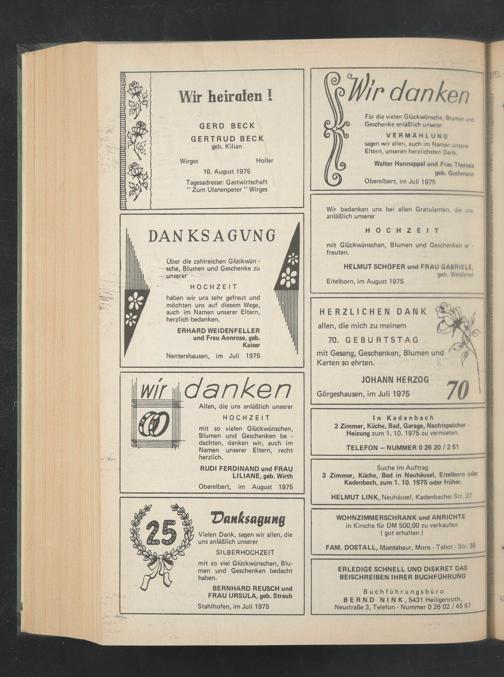 Wir heiraten !
GERD BECK
GERTRUD BECK
geb. Kilian
Wirges Holler
16. August 1975
Tagesadresse: Gastwirtschaft
" Zum Ulanenpeter " Wirges
DANKSAGUNG
Über die zahlreichen Glückwün -
sche, Blumen und Geschenke zu
unserer
HOCHZEIT
haben wir uns sehr gefreut und
möchten uns auf diesem Wege,
auch im Namen unserer Eltern,
herzlich bedanken.
ERHARD WEIDENFELLER
und Frau Annrose, geb.
Kaiser
Nentershausen, im Juli 1975
wir danken
Allen, die uns anläßlich unserer
HOCHZEIT
mit so vielen Glückwünschen,
Blumen und Geschenken be -
dachten, danken wir, auch im
Namen unserer Eltern, recht
herzlich.
RUDI FERDINAND und FRAU
LILIANE, geb. Wirth
Oberelbert, im August 1975
25
Danksagung
Vielen Dank, sagen wir allen, die
uns anläßlich unserer
SILBERHOCHZEIT
mit so viel Glückwünschen, Blu-
men und Geschenken bedacht
haben.
BERNHARD REUSCH und
FRAU URSULA, geb. Straub
Stahlhofen, im Juli 1975
Wir danken
Für die vielen Glückwünsche, Blumen und
Geschenke anläßlich unserer
VERMÄHLUNG
sagen wir allen, auch im Namen unserer
Eltern, unseren herzlichsten Dank.
Walter Hannappel und Frau Theresia
geb. Guthmann
Oberelbert, im Juli 1975
Wir bedanken uns bei allen Gratulanten, die uns
anläßlich unserer
HOCHZEIT
mit Glückwünschen, Blumen und Geschenken er -
freuten.
HELMUT SCHÖFER und FRAU GABRIELE,
geb.
Eitelborn, im August 1975
HERZLICHEN DANK
allen, die mich zu meinem
70. GEBURTSTAG
mit Gesang, Geschenken, Blumen und
Karten so ehrten.
JOHANN HERZOG
Görgeshausen, im Juli 1975 70
In Kadenbach
2 Zimmer, Küche, Bad, Garage, Nachtspeicher -
Heizung zum 1. 10. 1975 zu vermieten.
TELEFON – NUMMER 0 26 20 / 2 51
Suche im Auftrag
3 Zimmer, Küche, Bad in Neuhäusel, Eitelborn oder
Kadenbach, zum 1. 10. 1975 oder früher.
HELMUT LINK, Neuhäusel, Kadenbacher Str. 27
WOHNZIMMERSCHRANK und ANRICHTE
in Kirsche für DM 500,00 zu verkaufen
( gut erhalten )
FAM. DOSTALL, Montabaur, Mons - Tabor - Str. 38
ERLEDIGE SCHNELL UND DISKRET DAS
BEISCHREIBEN IHRER BUCHFÜHRUNG
Buchführungsbüro
BERND NINK, 5431 Heiligenroth,
Neustraße 3, Telefon - Nummer 0 26 02 / 45 67